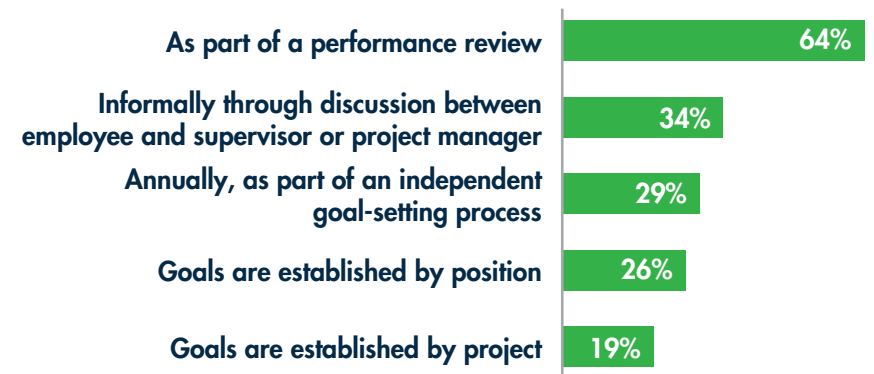 As part of a performance review
64%
Informally through discussion between
employee and supervisor or project manager
34%
Annually, as part of an independent
goal-setting process
29%
Goals are established by position
26%
Goals are established by project
19%